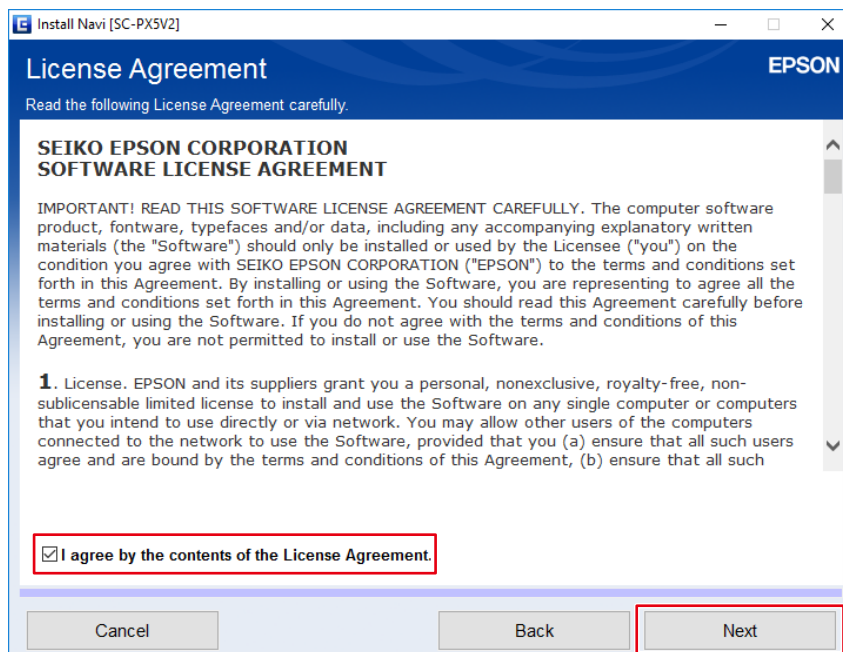 Install Navi [SC-PX5V2]
License Agreement
EPSON
Read the following License Agreement carefully.
SEIKO EPSON CORPORATION
SOFTWARE LICENSE AGREEMENT
IMPORTANT! READ THIS SOFTWARE LICENSE AGREEMENT CAREFULLY. The computer software
product, fontware, typefaces and/or data, including any accompanying explanatory written
materials (the "Software") should only be installed or used by the Licensee ("you") on the
condition you agree with SEIKO EPSON CORPORATION ("EPSON") to the terms and conditions set
forth in this Agreement. By installing or using the Software, you are representing to agree all the
terms and conditions set forth in this Agreement. You should read this Agreement carefully before
installing or using the Software. If you do not agree with the terms and conditions of this
Agreement, you are not permitted to install or use the Software.
1. License. EPSON and its suppliers grant you a personal, nonexclusive, royalty-free, non-
sublicensable limited license to install and use the Software on any single computer or computers
that you intend to use directly or via network. You may allow other users of the computers
connected to the network to use the Software, provided that you (a) ensure that all such users
agree and are bound by the terms and conditions of this Agreement, (b) ensure that all such
I agree by the contents of the License Agreement.
Cancel
Back
Next